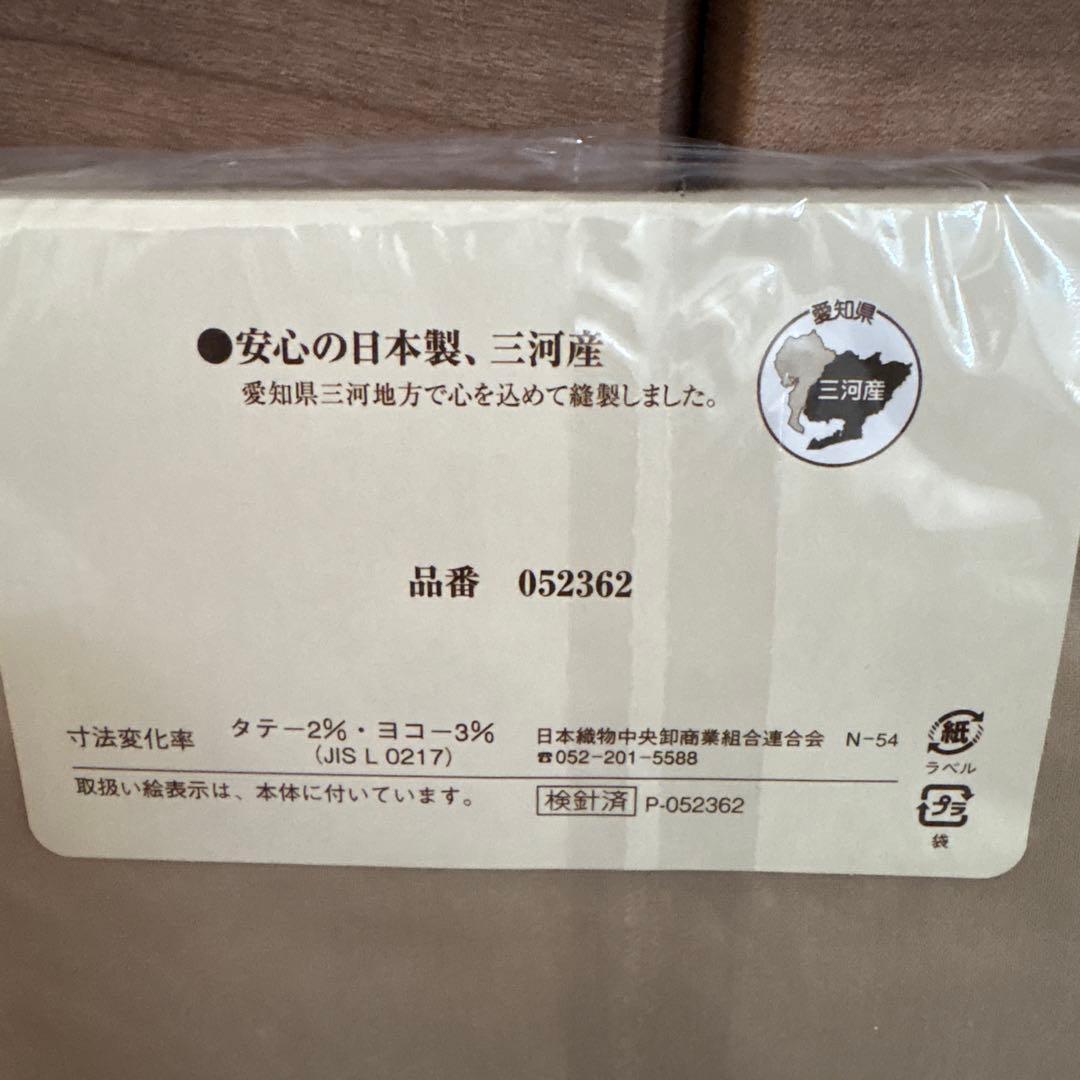 愛知県
三河産
●安心の日本製、三河産
愛知県三河地方で心を込めて縫製しました。
品番 052362
寸法変化率 タテー2%・ヨコー3%
(JIS L 0217)
取扱い絵表示は、本体に付いています。
日本織物中央卸商業組合連合会 N-54
☎052-201-5588
検針済 P-052362
紙
ラベル
プラ
袋